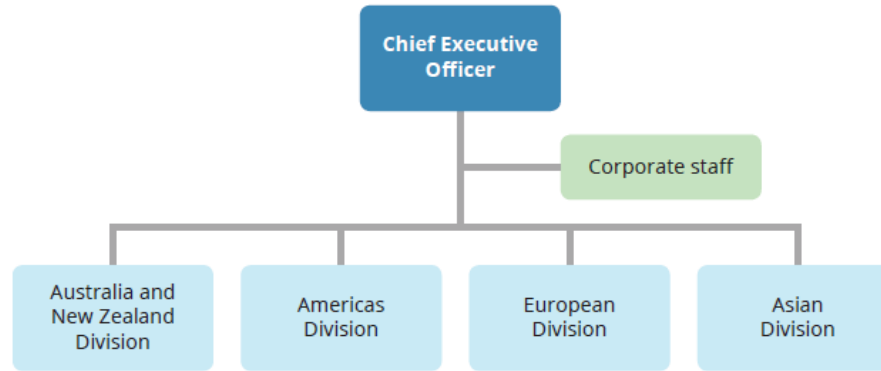 Chief Executive
Officer
Corporate staff
Australia and
New Zealand
Division
Americas
Division
European
Division
Asian
Division